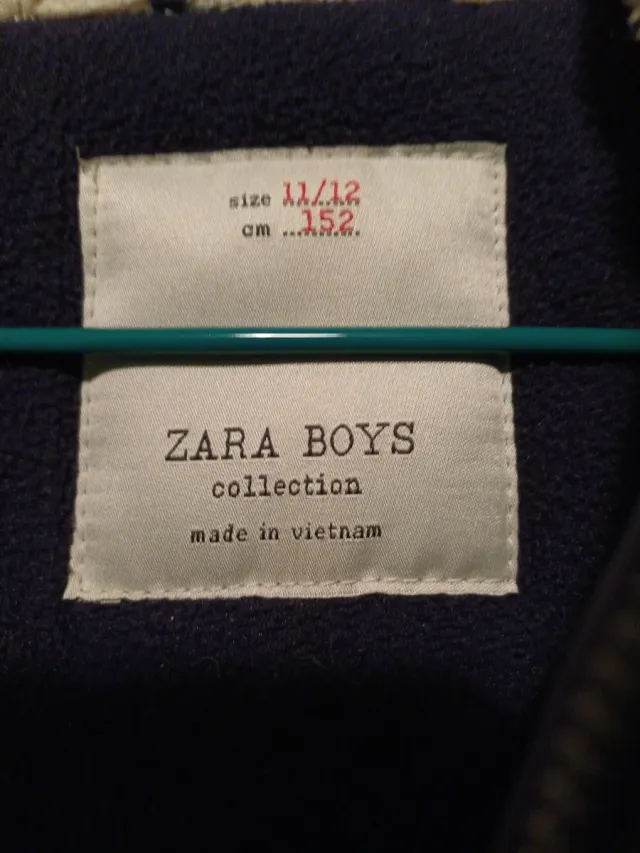 size 11/12
cm 152
ZARA BOYS
collection
made in vietnam